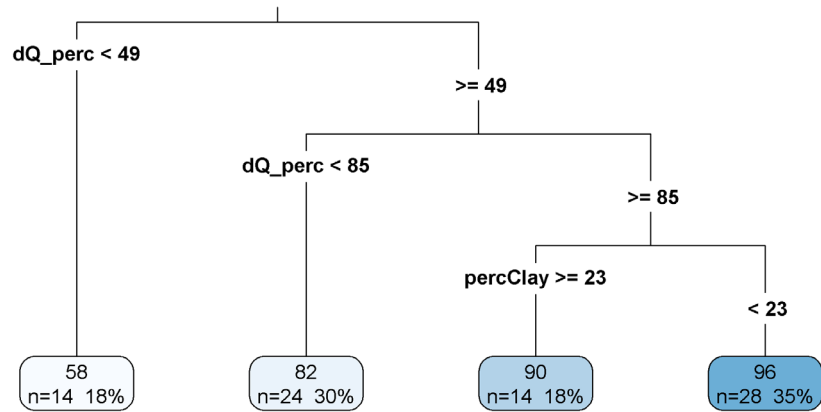 dQ_perc < 49
>= 49
dQ_perc < 85
>= 85
percClay >= 23
< 23
58
n=14 18%
82
n=24 30%
90
n=14 18%
96
n=28 35%